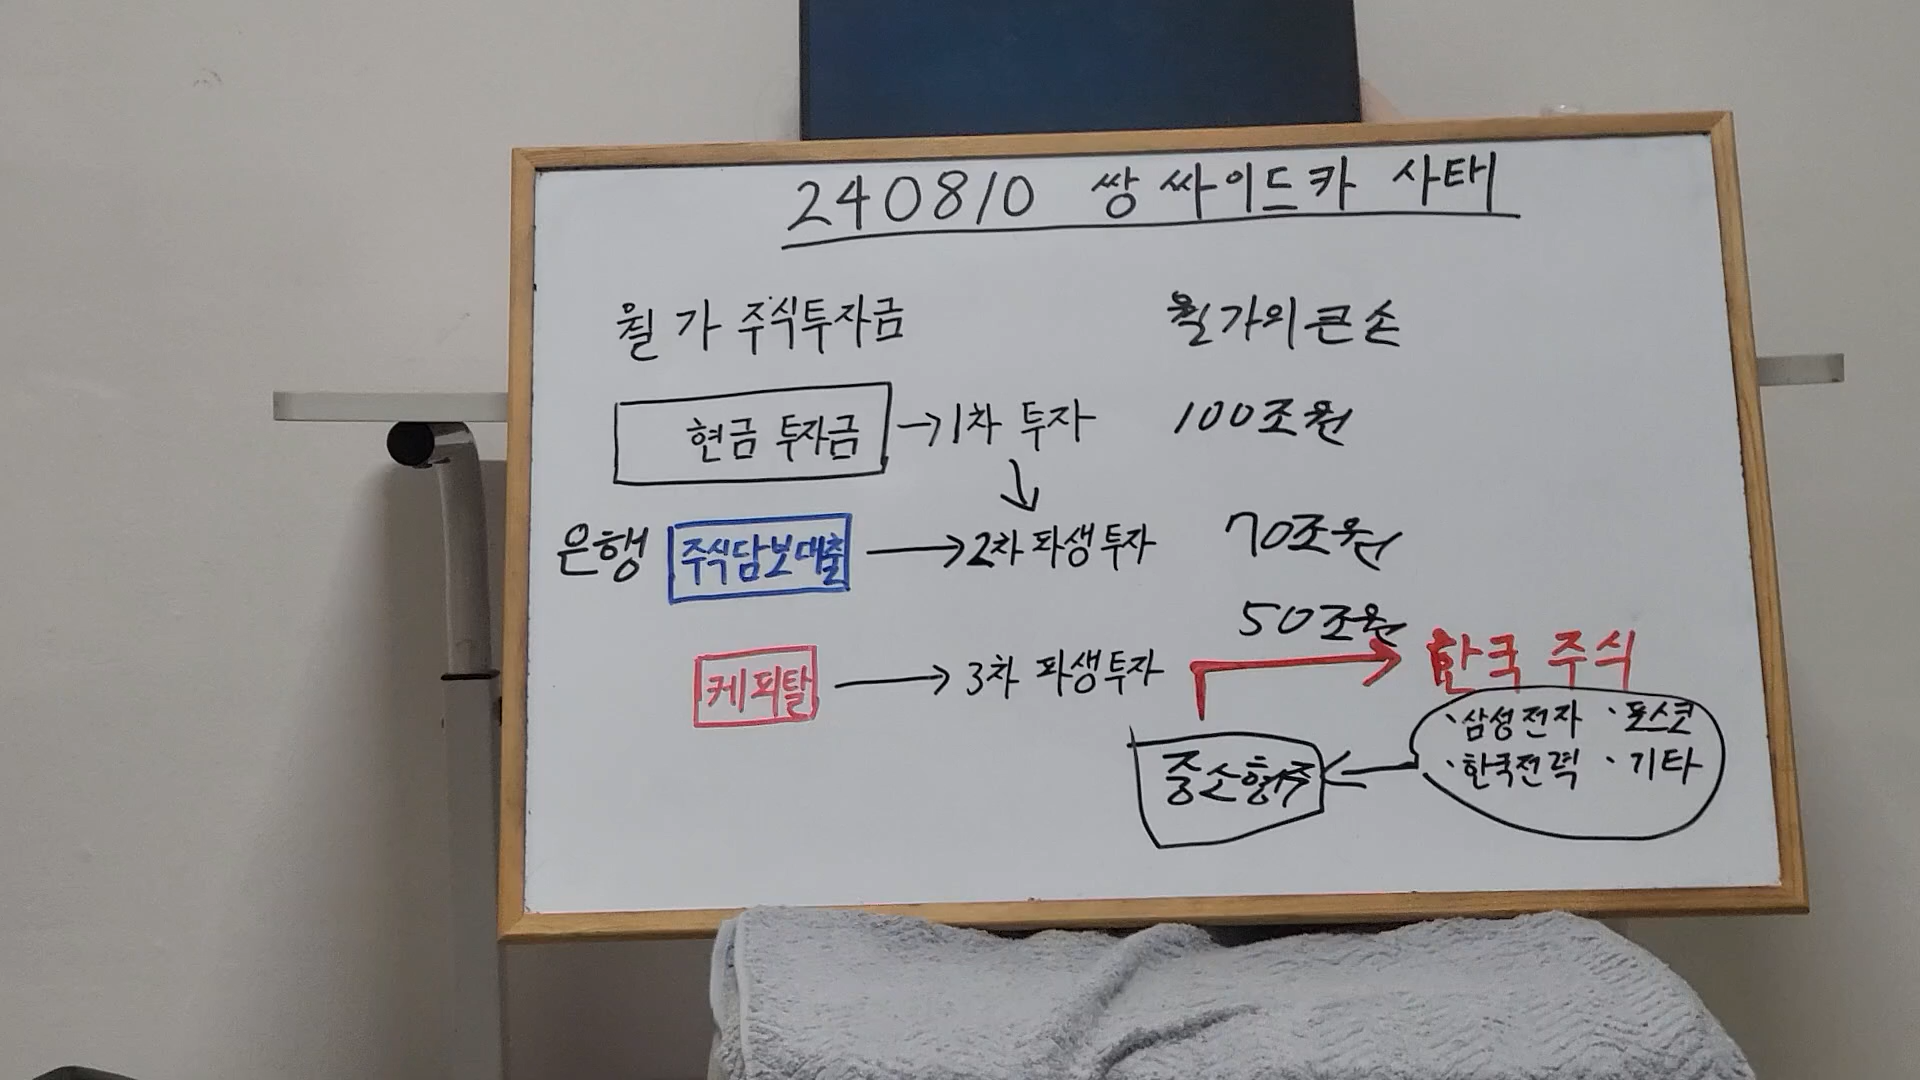 240810 쌍 싸이드카 사태
월가 주식투자금 월가의 큰손
현금 투자금 →1차 투자 100조원
↓
은행 주식담보대출 →2차 파생투자 70조원
50조원
케피탈 → 3차 파생투자 → 한국 주식
·삼성전자 ·포스코
·한국전력 ·기타
중소형주 ←